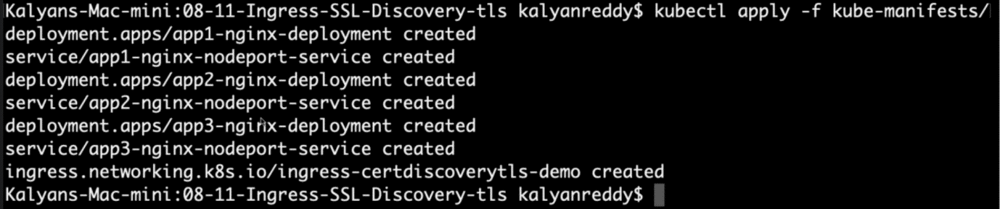 Kalyans-Mac-mini:08-11-Ingress-SSL-Discovery-tls kalyanreddy$ kubectl apply -f kube-manifests/
deployment.apps/app1-nginx-deployment created
service/app1-nginx-nodeport-service created
deployment.apps/app2-nginx-deployment created
service/app2-nginx-nodeport-service created
deployment.apps/app3-nginx-deployment created
service/app3-nginx-nodeport-service created
ingress.networking.k8s.io/ingress-certdiscoverytls-demo created
Kalyans-Mac-mini:08-11-Ingress-SSL-Discovery-tls kalyanreddy$